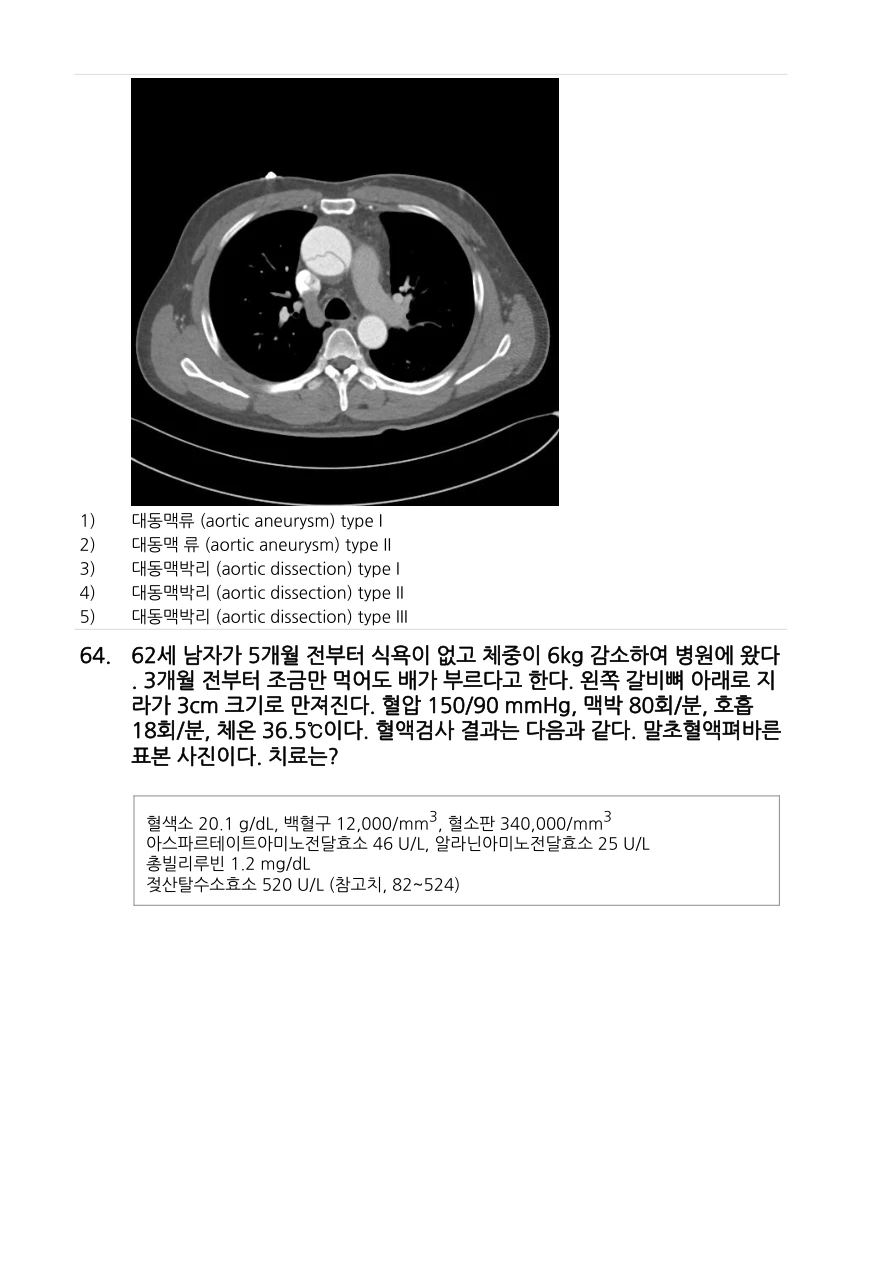 1) 대동맥류 (aortic aneurysm) type I
2) 대동맥 류 (aortic aneurysm) type II
3) 대동맥박리 (aortic dissection) type I
4) 대동맥박리 (aortic dissection) type II
5) 대동맥박리 (aortic dissection) type III
64. 62세 남자가 5개월 전부터 식욕이 없고 체중이 6kg 감소하여 병원에 왔다
. 3개월 전부터 조금만 먹어도 배가 부르다고 한다. 왼쪽 갈비뼈 아래로 지
라가 3cm 크기로 만져진다. 혈압 150/90 mmHg, 맥박 80회/분, 호흡
18회/분, 체온 36.5℃이다. 혈액검사 결과는 다음과 같다. 말초혈액펴바른
표본 사진이다. 치료는?
혈색소 20.1 g/dL, 백혈구 12,000/mm³, 혈소판 340,000/mm³
아스파르테이트아미노전달효소 46 U/L, 알라닌아미노전달효소 25 U/L
총빌리루빈 1.2 mg/dL
젖산탈수소효소 520 U/L (참고치, 82~524)